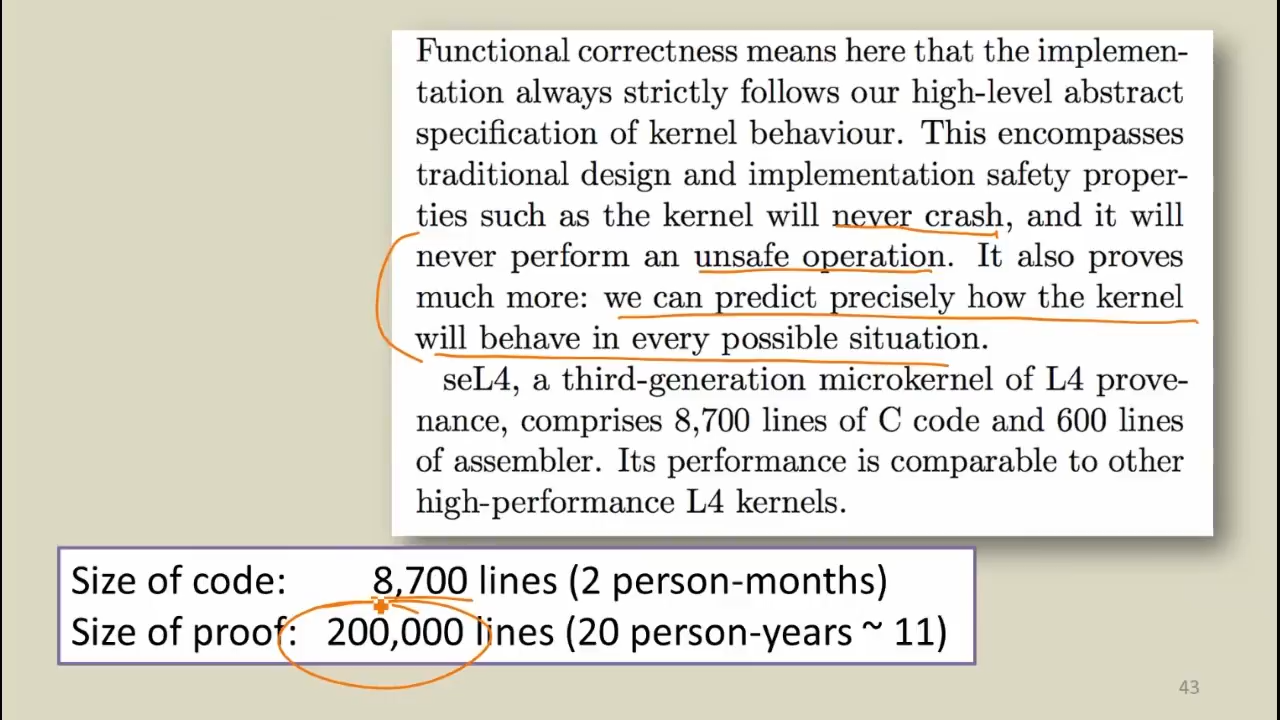 Functional correctness means here that the implemen-
tation always strictly follows our high-level abstract
specification of kernel behaviour. This encompasses
traditional design and implementation safety proper-
ties such as the kernel will never crash, and it will
never perform an unsafe operation. It also proves
much more: we can predict precisely how the kernel
will behave in every possible situation.
seL4, a third-generation microkernel of L4 prove-
nance, comprises 8,700 lines of C code and 600 lines
of assembler. Its performance is comparable to other
high-performance L4 kernels.
Size of code: 8,700 lines (2 person-months)
Size of proof: 200,000 lines (20 person-years ~ 11)
43